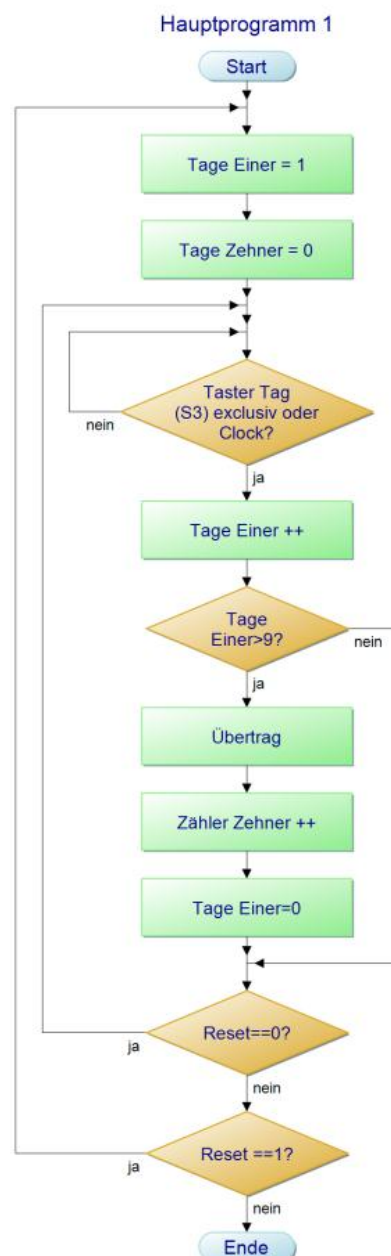 Hauptprogramm 1
Start
Tage Einer = 1
Tage Zehner = 0
Taster Tag
(S3) exclusiv oder
Clock?
nein
ja
Tage Einer ++
Tage
Einer>9?
nein
ja
Übertrag
Zähler Zehner ++
Tage Einer=0
Reset==0?
ja
nein
Reset ==1?
ja
nein
Ende